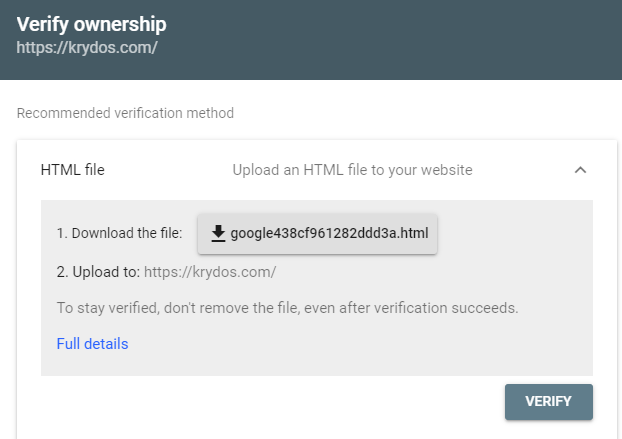 Verify ownership
https://krydos.com/
Recommended verification method
HTML file Upload an HTML file to your website
1. Download the file: google438cf961282ddd3a.html
2. Upload to: https://krydos.com/
To stay verified, don't remove the file, even after verification succeeds.
Full details
VERIFY